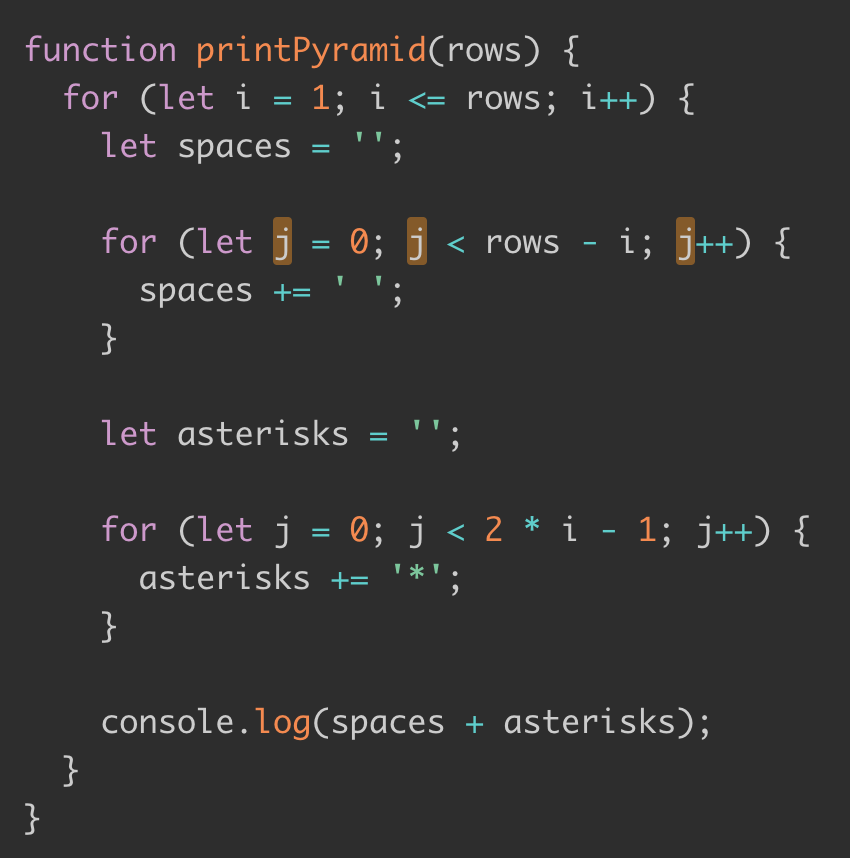 function printPyramid(rows) {
  for (let i = 1; i <= rows; i++) {
    let spaces = '';

    for (let j = 0; j < rows - i; j++) {
      spaces += ' ';
    }

    let asterisks = '';

    for (let j = 0; j < 2 * i - 1; j++) {
      asterisks += '*';
    }

    console.log(spaces + asterisks);
  }
}